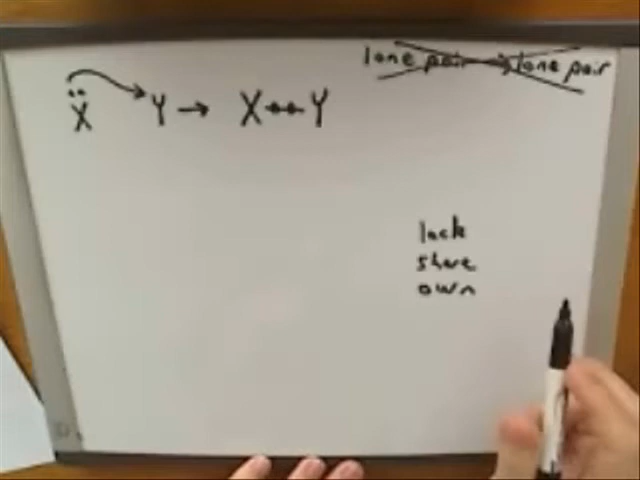 lone pair → lone pair
Ẍ Y → X Y
lack
share
own